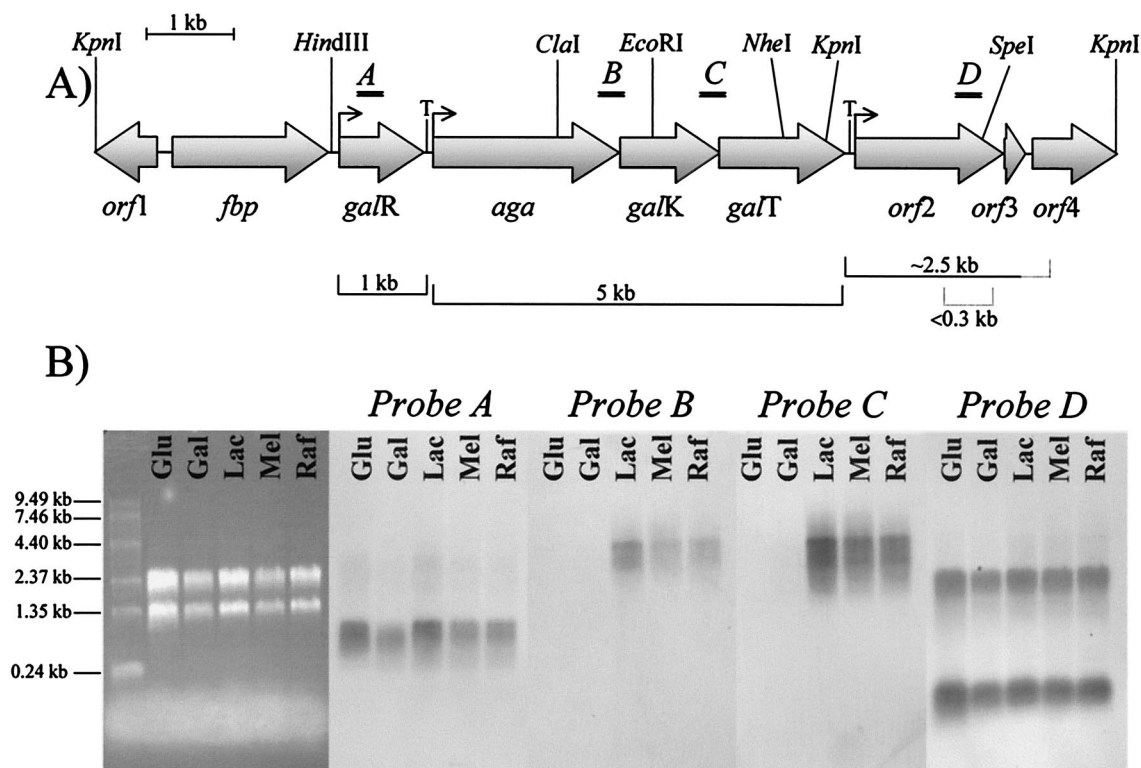 1 kb
KpnI HindIII ClaI EcoRI NheI KpnI SpeI KpnI
A) A B C D
T T
orf1 fbp galR aga galK galT orf2 orf3 orf4
1 kb 5 kb ~2.5 kb
<0.3 kb
B)
Probe A Probe B Probe C Probe D
Glu Gal Lac Mel Raf Glu Gal Lac Mel Raf Glu Gal Lac Mel Raf Glu Gal Lac Mel Raf Glu Gal Lac Mel Raf
9.49 kb
7.46 kb
4.40 kb
2.37 kb
1.35 kb
0.24 kb